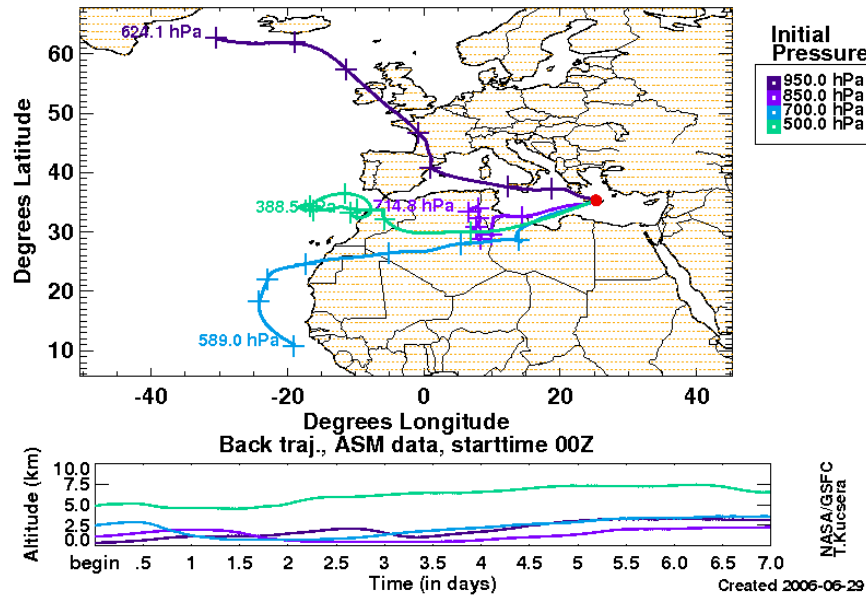 624.1 hPa
60
50
40
30
20
10
Degrees Latitude
388.5 hPa
714.8 hPa
589.0 hPa
-40
-20
0
20
40
Degrees Longitude
Initial
Pressure
950.0 hPa
850.0 hPa
700.0 hPa
500.0 hPa
Back traj., ASM data, starttime 00Z
Altitude (km)
10.0
7.5
5.0
2.5
0.0
begin .5 1 1.5 2 2.5 3 3.5 4 4.5 5 5.5 6 6.5 7.0
Time (in days)
NASA/GSFC
T.Kucsera
Created 2006-06-29